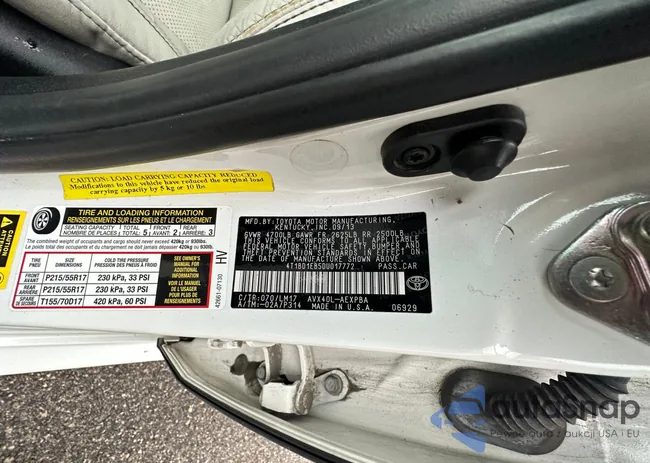 CAUTION: LOAD CARRYING CAPACITY REDUCED
Modifications to this vehicle have reduced the original load
carrying capacity by 5 kg or 10 lbs
TIRE AND LOADING INFORMATION
RENSEIGNEMENTS SUR LES PNEUS ET LE CHARGEMENT
SEATING CAPACITY TOTAL 5 FRONT 2 REAR 3
NOMBRE DE PLACES TOTAL AVANT ARRIÈRE
The combined weight of occupants and cargo should never exceed 420kg or 930lbs.
Le poids total des occupants et du chargement ne doit jamais dépasser 420kg ou 930lb.
TIRE PNEU
SIZE DIMENSIONS
COLD TIRE PRESSURE
FRONT AVANT P215/55R17 230 kPa, 33 PSI
REAR ARRIÈRE P215/55R17 230 kPa, 33 PSI
SPARE DE SECOURS T155/70D17 420 kPa, 60 PSI
SEE OWNER'S MANUAL FOR ADDITIONAL INFORMATION
VOIR LE MANUEL DE L'USAGER POUR PLUS DE RENSEIGNEMENTS
42661-07130 HV
MFD.BY:TOYOTA MOTOR MANUFACTURING,
KENTUCKY,INC.09/13
GVWR 4720LB GAWR FR 2625LB RR 2500LB
THIS VEHICLE CONFORMS TO ALL APPLICABLE
FEDERAL MOTOR VEHICLE SAFETY, BUMPER, AND
THEFT PREVENTION STANDARDS IN EFFECT ON
THE DATE OF MANUFACTURE SHOWN ABOVE.
4T1BD1EB5DU017772 PASS.CAR
C/TR:070/LM17 AVX40L-AEXPBA
A/TM:-02A/P314 MADE IN U.S.A. 06929
CAUTION
autosnap
Pewne auto z aukcji USA i EU